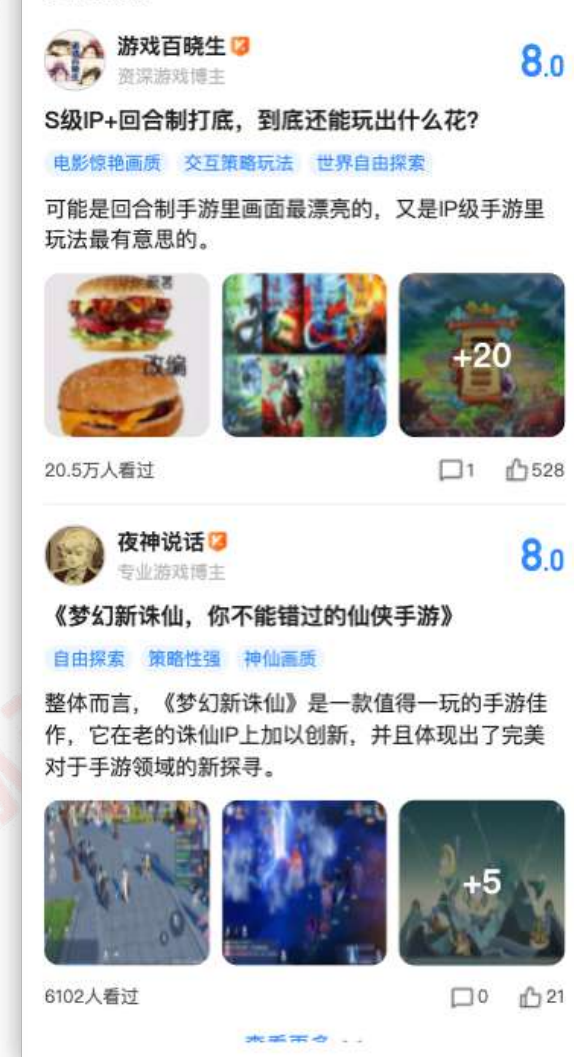 游戏百晓生
8.0
资深游戏博主
S级IP+回合制打底，到底还能玩出什么花?
电影惊艳画质 交互策略玩法 世界自由探索
可能是回合制手游里画面最漂亮的，又是IP级手游里
玩法最有意思的。
改编
+20
20.5万人看过 1 528
夜神说话
8.0
专业游戏博主
《梦幻新诛仙，你不能错过的仙侠手游》
自由探索 策略性强 神仙画质
整体而言，《梦幻新诛仙》是一款值得一玩的手游佳
作，它在老的诛仙IP上加以创新，并且体现出了完美
对于手游领域的新探寻。
+5
6102人看过 0 21